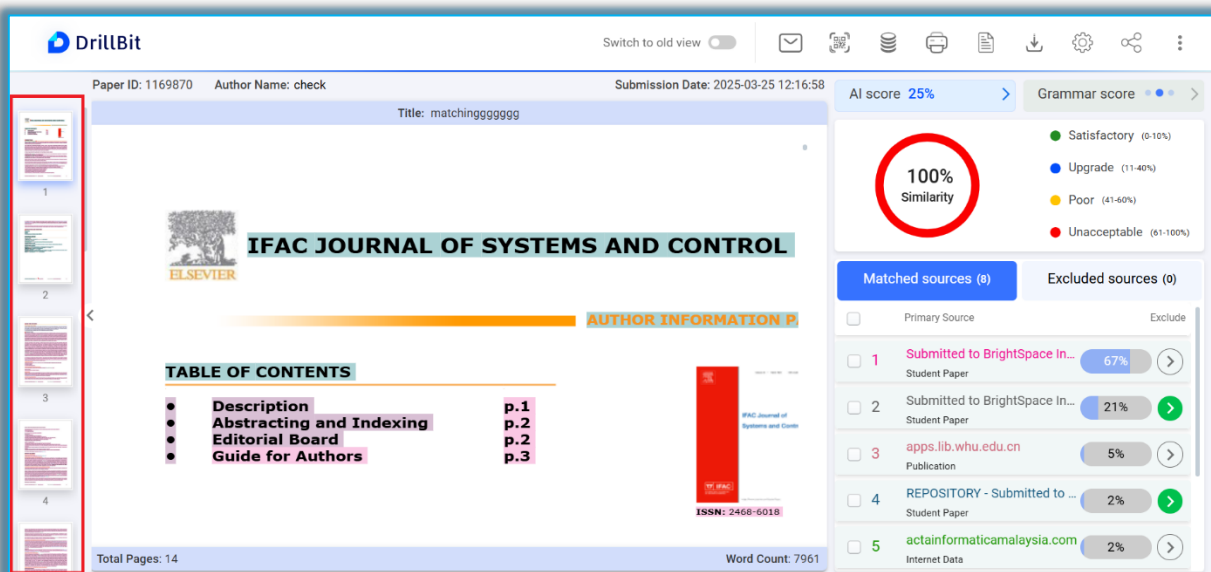 DrillBit
Switch to old view
Paper ID: 1169870 Author Name: check Submission Date: 2025-03-25 12:16:58
Title: matchinggggggg
1
2
3
4
ELSEVIER
IFAC JOURNAL OF SYSTEMS AND CONTROL
AUTHOR INFORMATION P
TABLE OF CONTENTS
● Description p.1
● Abstracting and Indexing p.2
● Editorial Board p.2
● Guide for Authors p.3
IFAC Journal of
Systems and Contr
IFAC
ISSN: 2468-6018
Total Pages: 14 Word Count: 7961
AI score 25%
Grammar score
100%
Similarity
Satisfactory (0-10%)
Upgrade (11-40%)
Poor (41-60%)
Unacceptable (61-100%)
Matched sources (8)
Excluded sources (0)
Primary Source Exclude
1 Submitted to BrightSpace In... 67%
Student Paper
2 Submitted to BrightSpace In... 21%
Student Paper
3 apps.lib.whu.edu.cn 5%
Publication
4 REPOSITORY - Submitted to ... 2%
Student Paper
5 actainformaticamalaysia.com 2%
Internet Data